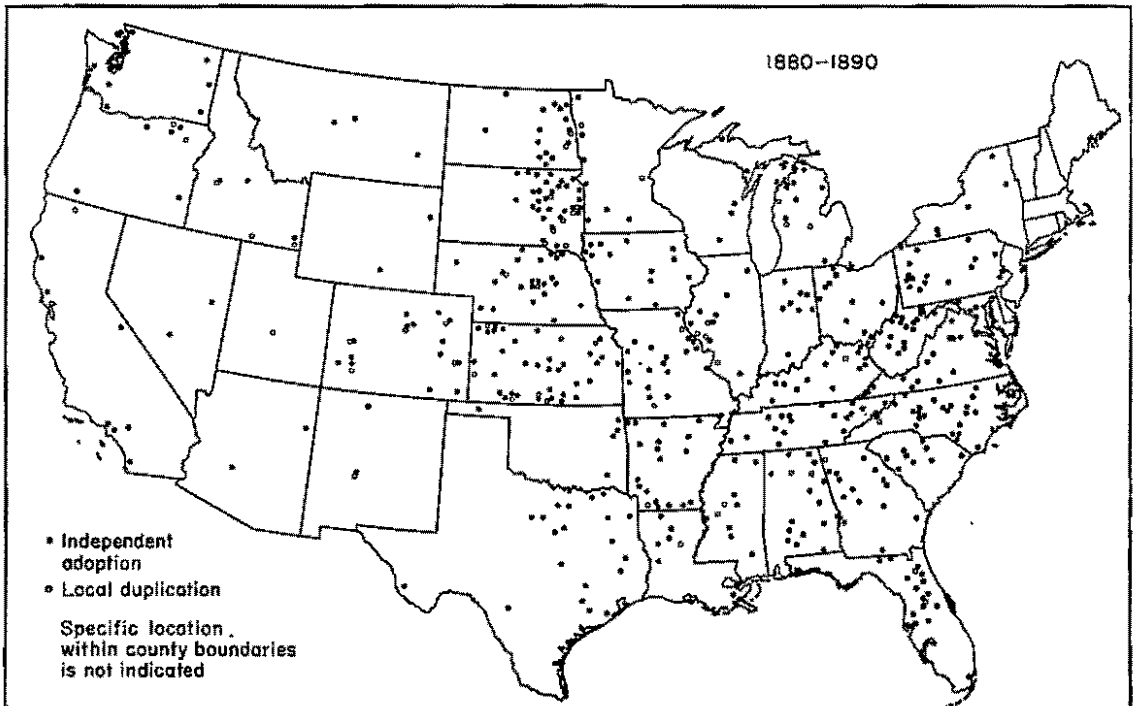 1880-1890
• Independent
adoption
° Local duplication
Specific location
within county boundaries
is not indicated